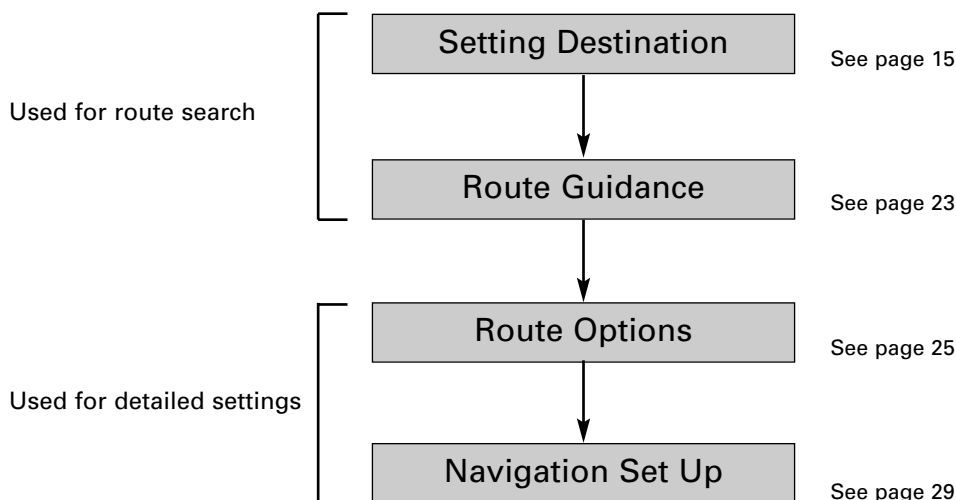 Setting Destination
See page 15
Used for route search
Route Guidance
See page 23
Route Options
See page 25
Used for detailed settings
Navigation Set Up
See page 29